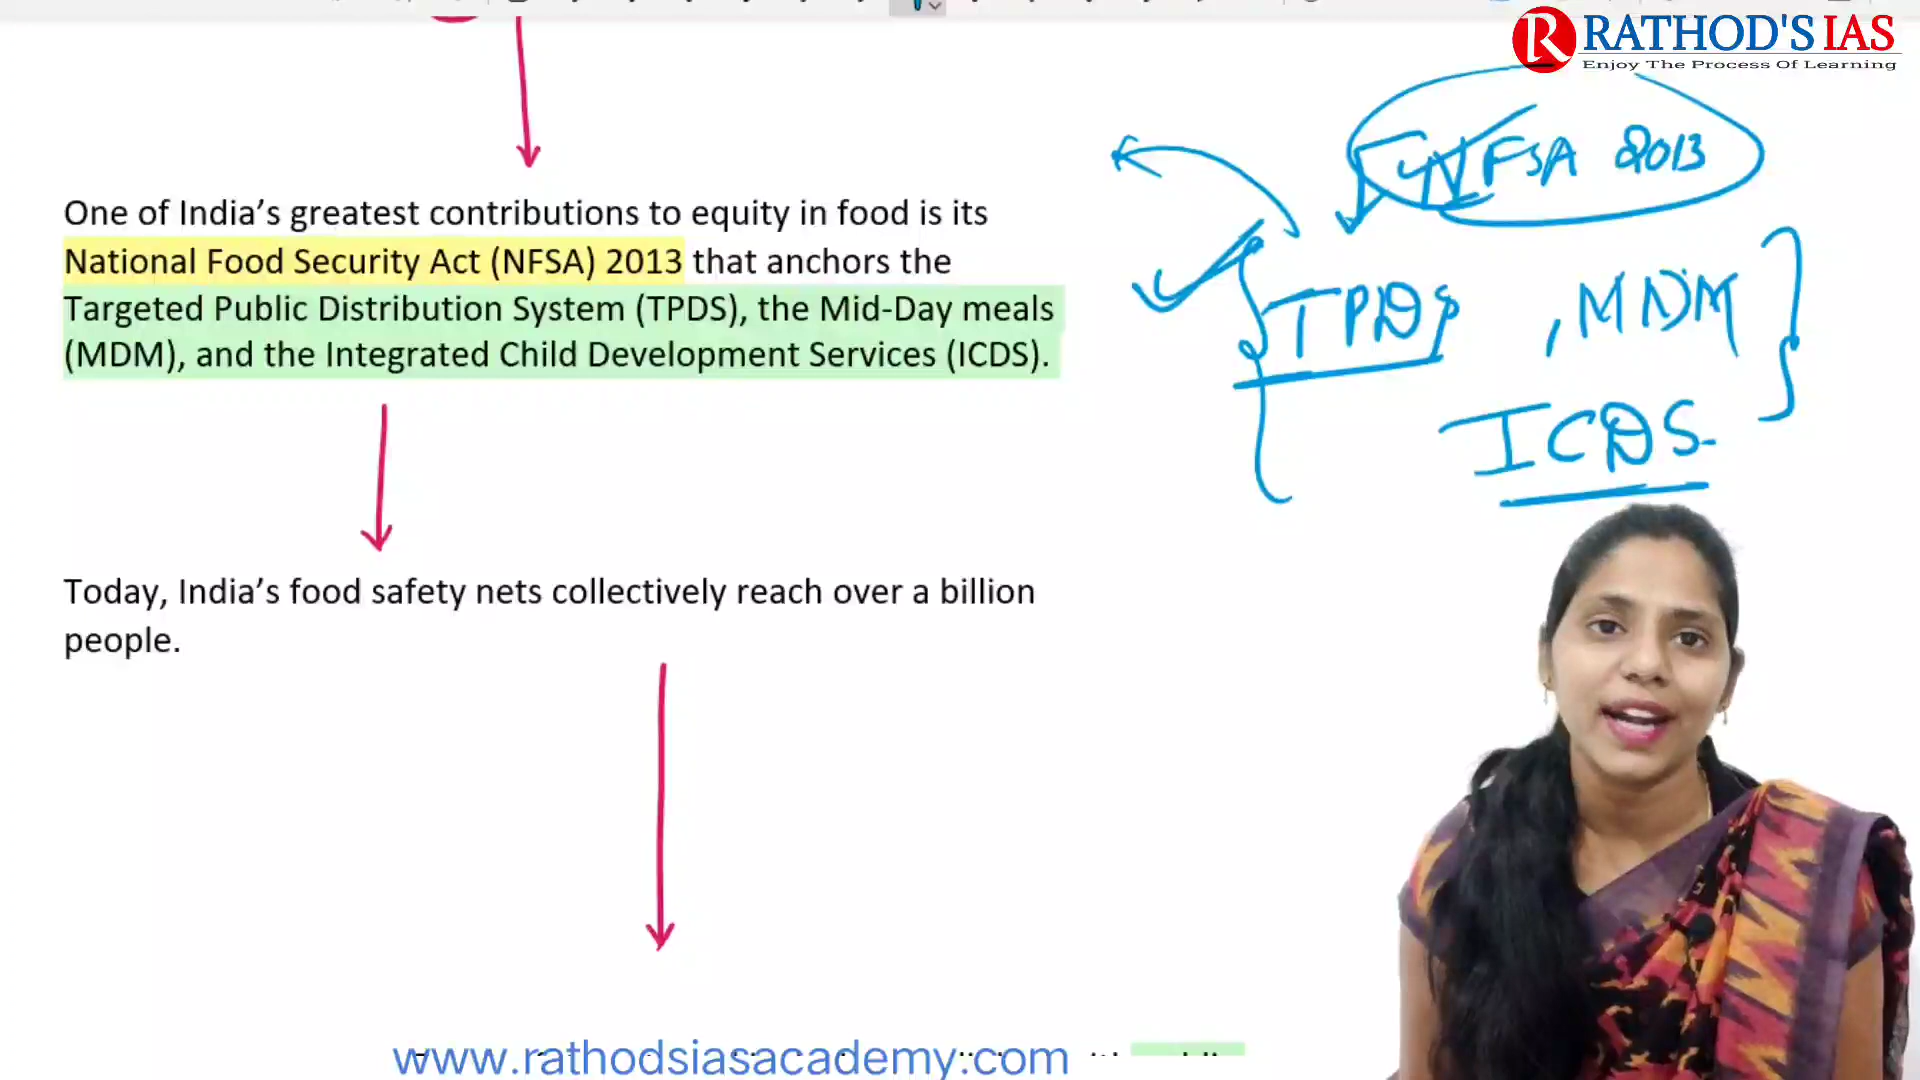 RATHOD'S IAS
Enjoy The Process Of Learning
NFSA 2013
One of India’s greatest contributions to equity in food is its
National Food Security Act (NFSA) 2013 that anchors the
Targeted Public Distribution System (TPDS), the Mid-Day meals
(MDM), and the Integrated Child Development Services (ICDS).
TPDS, MDM
ICDS
Today, India’s food safety nets collectively reach over a billion
people.
www.rathodsiasacademy.com